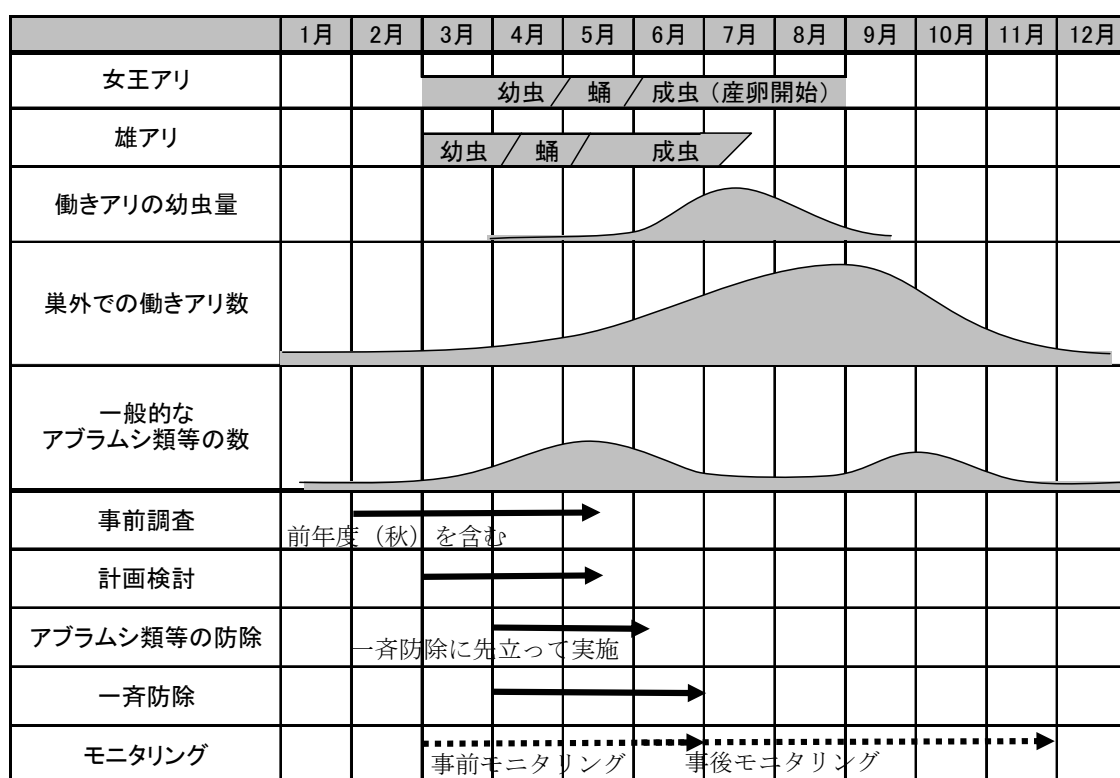 1月 2月 3月 4月 5月 6月 7月 8月 9月 10月 11月 12月
女王アリ
幼虫 蛹 成虫(産卵開始)
雄アリ
幼虫 蛹 成虫
働きアリの幼虫量
巣外での働きアリ数
一般的な
アブラムシ類等の数
事前調査
前年度(秋)を含む
計画検討
アブラムシ類等の防除
一斉防除に先立って実施
一斉防除
モニタリング
事前モニタリング 事後モニタリング